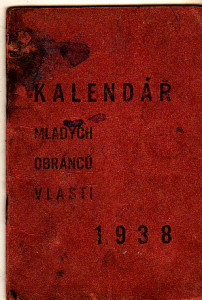 KALENDÁŘ
MLADÝCH
OBRÁNCŮ
VLASTI
1938